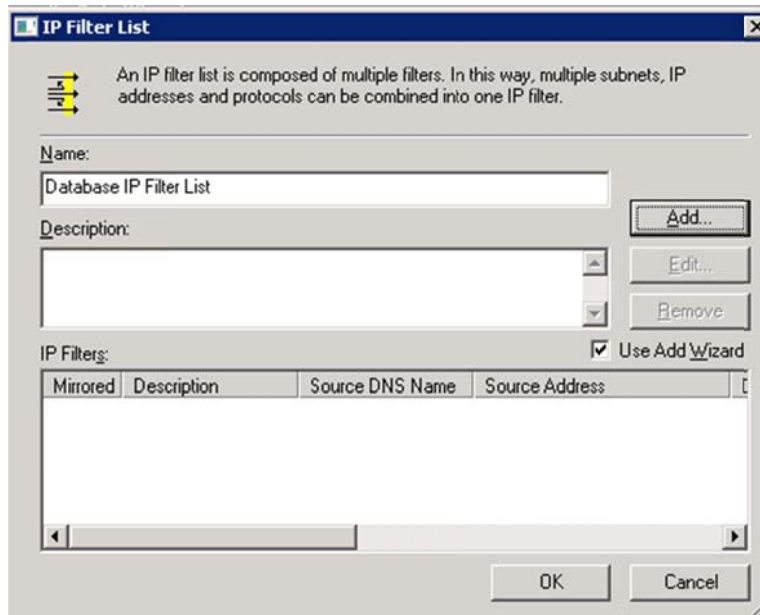 IP Filter List
An IP filter list is composed of multiple filters. In this way, multiple subnets, IP
addresses and protocols can be combined into one IP filter.
Name:
Database IP Filter List
Add...
Description:
Edit...
Remove
IP Filters:
Use Add Wizard
Mirrored Description Source DNS Name Source Address
OK Cancel